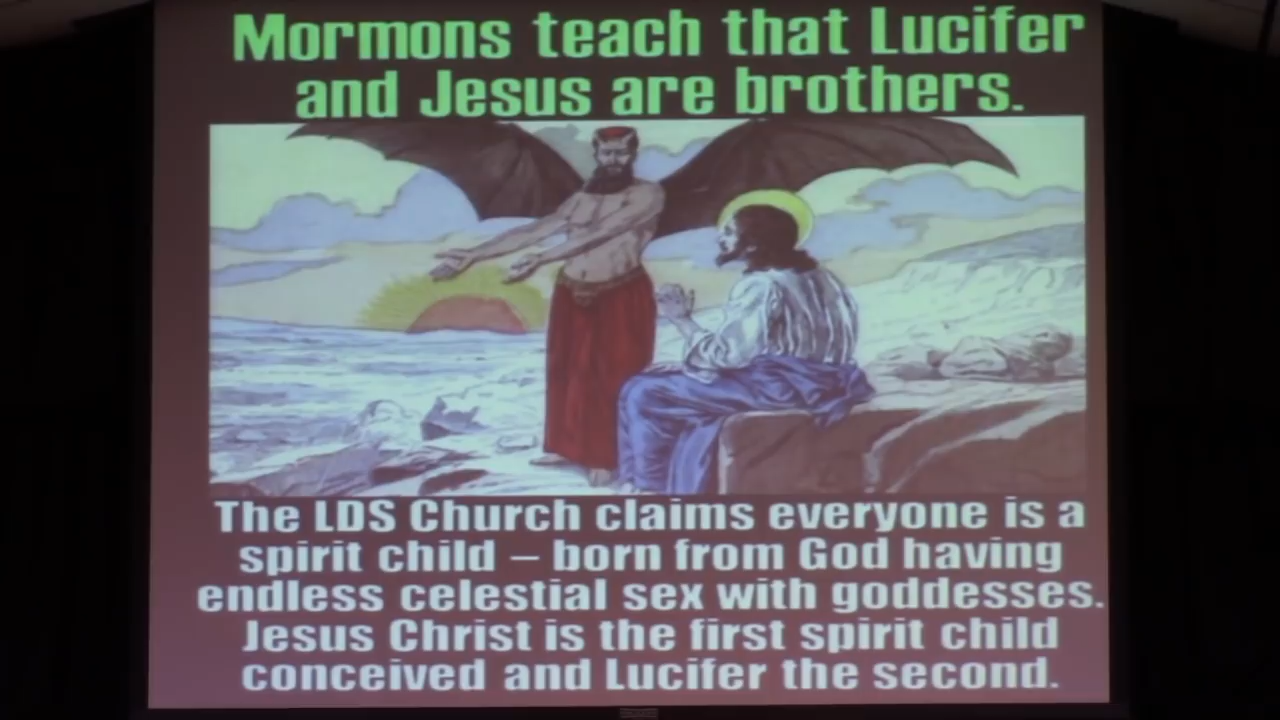 Mormons teach that Lucifer
and Jesus are brothers.
The LDS Church claims everyone is a
spirit child – born from God having
endless celestial sex with goddesses.
Jesus Christ is the first spirit child
conceived and Lucifer the second.